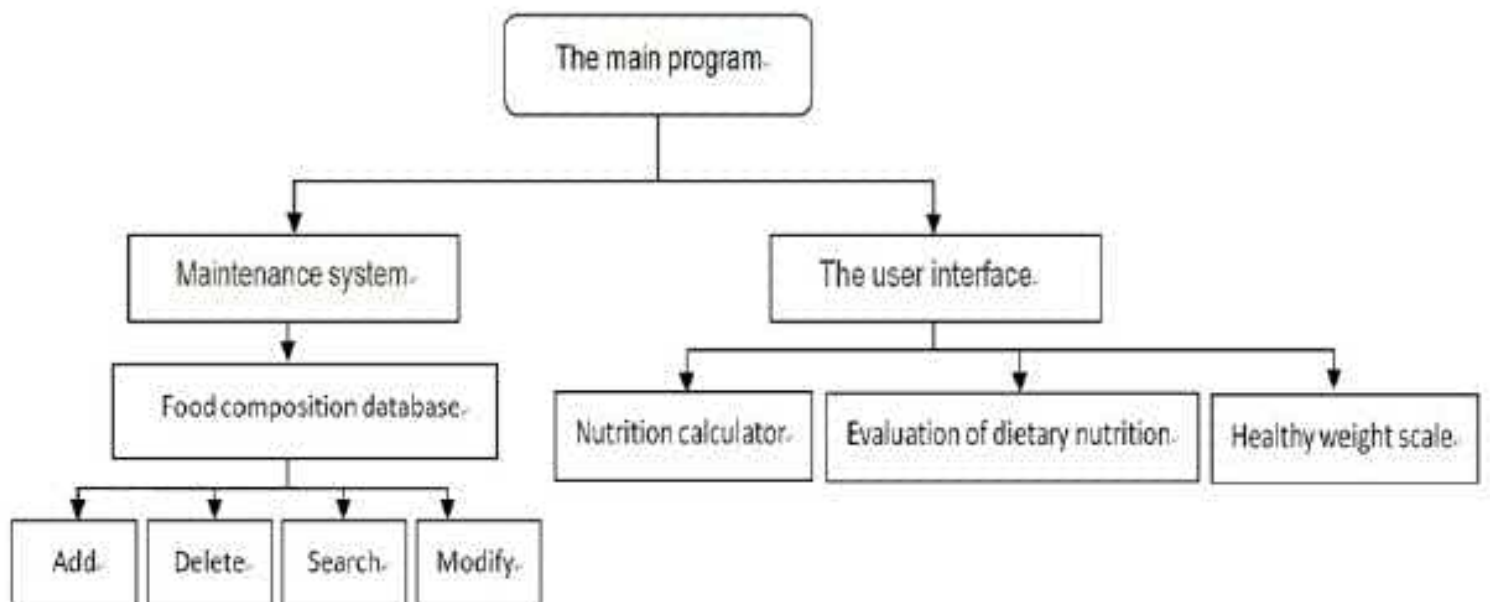 The main program
Maintenance system
The user interface
Food composition database
Nutrition calculator
Evaluation of dietary nutrition
Healthy weight scale
Add
Delete
Search
Modify